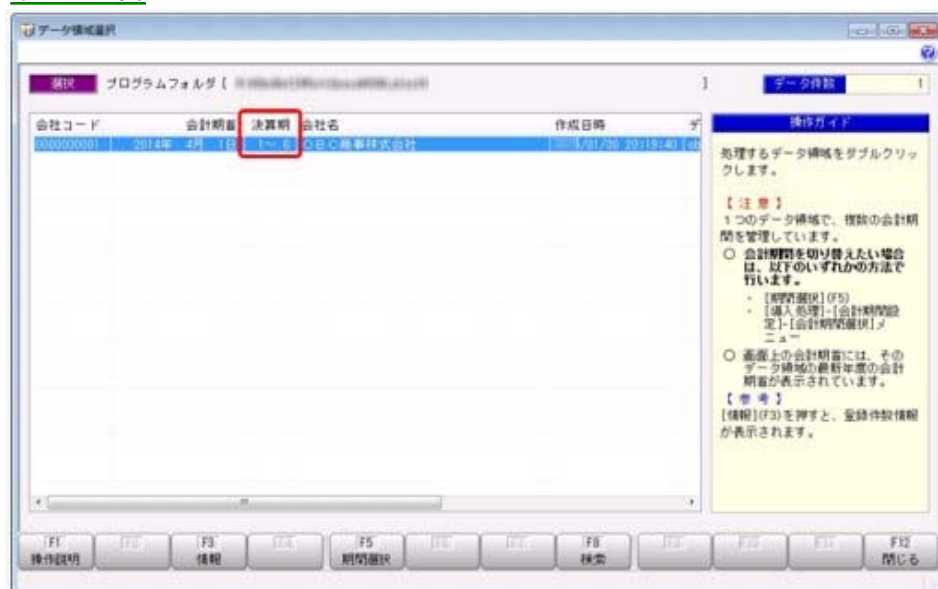 データ領域選択
選択 プログラムフォルダ [ ] データ件数 1
会社コード 会計期首 決算期 会社名 作成日時 デ
0000000001 2014年 4月 1日 1～ 6 OBC商事株式会社 /01/30 20:18:40
操作ガイド
処理するデータ領域をダブルクリッ
クします。
【注意】
1つのデータ領域で、複数の会計期
間を管理しています。
○ 会計期間を切り替えたい場合
は、以下のいずれかの方法で
行います。
・ [期間選択](F5)
・ [導入処理]-[会計期間設
定]-[会計期間選択]メ
ニュー
○ 画面上の会計期首には、その
データ領域の最新年度の会計
期首が表示されています。
【参考】
[情報](F3)を押すと、登録件数情報
が表示されます。
F1 F3 F5 F8 F12
操作説明 情報 期間選択 検索 閉じる